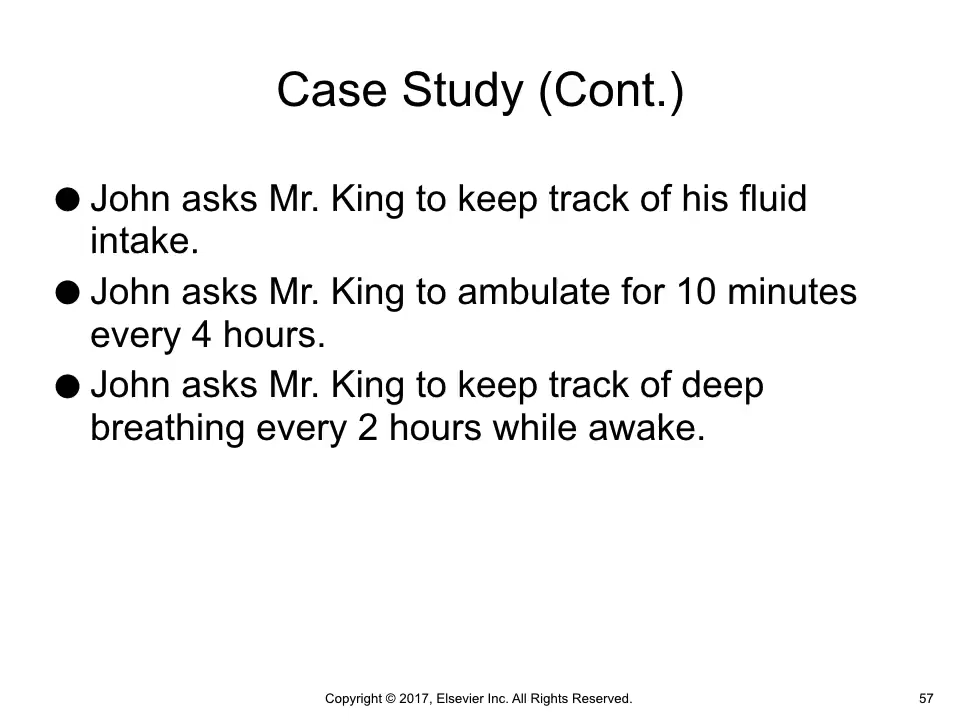 Case Study (Cont.)
● John asks Mr. King to keep track of his fluid
intake.
● John asks Mr. King to ambulate for 10 minutes
every 4 hours.
● John asks Mr. King to keep track of deep
breathing every 2 hours while awake.
Copyright © 2017, Elsevier Inc. All Rights Reserved.
57